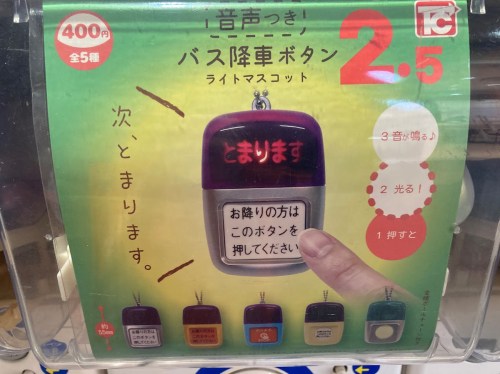 400円
全5種
音声つき
バス降車ボタン
ライトマスコット
2.5
TC
次、とまります。
とまります
お降りの方は
このボタンを
押してください
3 音が鳴る♪
2 光る!
1 押すと